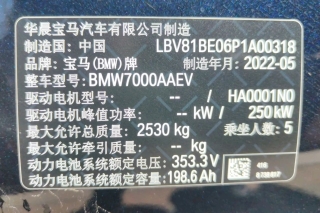 华晨宝马汽车有限公司制造
制造国：中国 LBV81BE06P1A00318
品牌：宝马(BMW)牌 制造年月：2022-05
整车型号：BMW7000AAEV
驱动电机型号： -- / HA0001N0
驱动电机峰值功率： -- kW / 250 kW
最大允许总质量： 2530 kg 乘坐人数：5
最大允许牵引质量： -- kg
动力电池系统额定电压：353.3V
动力电池系统额定容量：198.6Ah